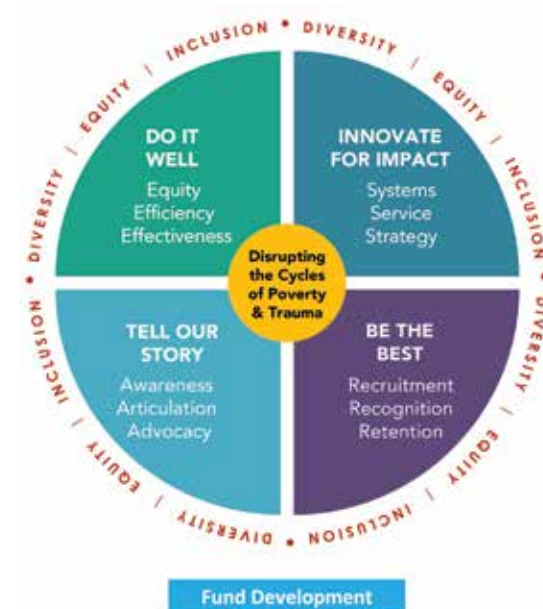 DIVERSITY | EQUITY | INCLUSION • DIVERSITY | EQUITY | INCLUSION • DIVERSITY | EQUITY | INCLUSION • DIVERSITY | EQUITY | INCLUSION •
DO IT
WELL
Equity
Efficiency
Effectiveness
INNOVATE
FOR IMPACT
Systems
Service
Strategy
Disrupting
the Cycles
of Poverty
& Trauma
TELL OUR
STORY
Awareness
Articulation
Advocacy
BE THE
BEST
Recruitment
Recognition
Retention
Fund Development